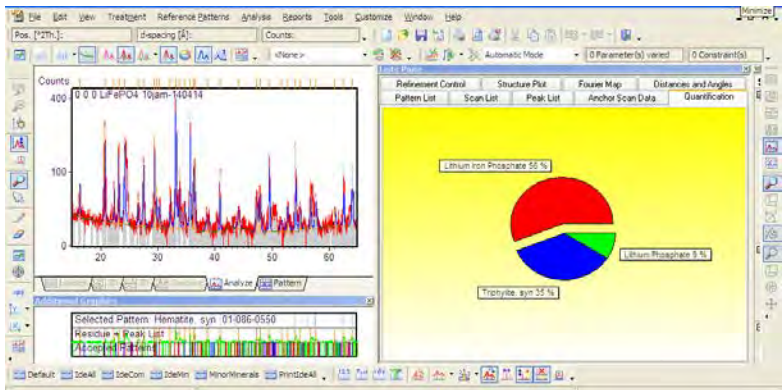 Minimize
File Edit View Treatment Reference Patterns Analysis Reports Tools Customize Window Help
Pos. [°2Th.]: d-spacing [Å]: Counts:
<None> Automatic Mode 0 Parameter(s) varied 0 Constraint(s)
Lists Pane
Refinement Control Structure Plot Fourier Map Distances and Angles
Pattern List Scan List Peak List Anchor Scan Data Quantification
Counts
0 0 0 LiFePO4 10jam-140414
400
100
0
20 30 40 50 60
Analyze Pattern
Lithium Iron Phosphate 56 %
Lithium Phosphate 9 %
Triphylite, syn 35 %
Additional Graphics
Selected Pattern: Hematite, syn 01-086-0550
Residue + Peak List
Accepted Patterns
Default IdeAll IdeCom IdeMin MinorMinerals PrintIdeAll